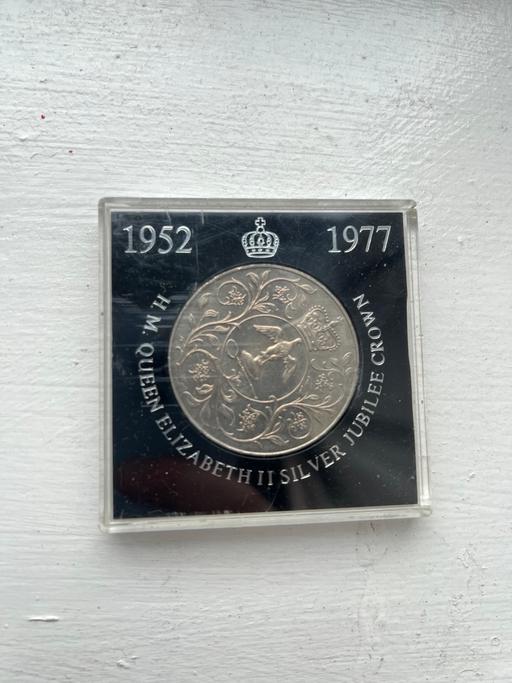 1952 1977
H. M. QUEEN ELIZABETH II SILVER JUBILEE CROWN